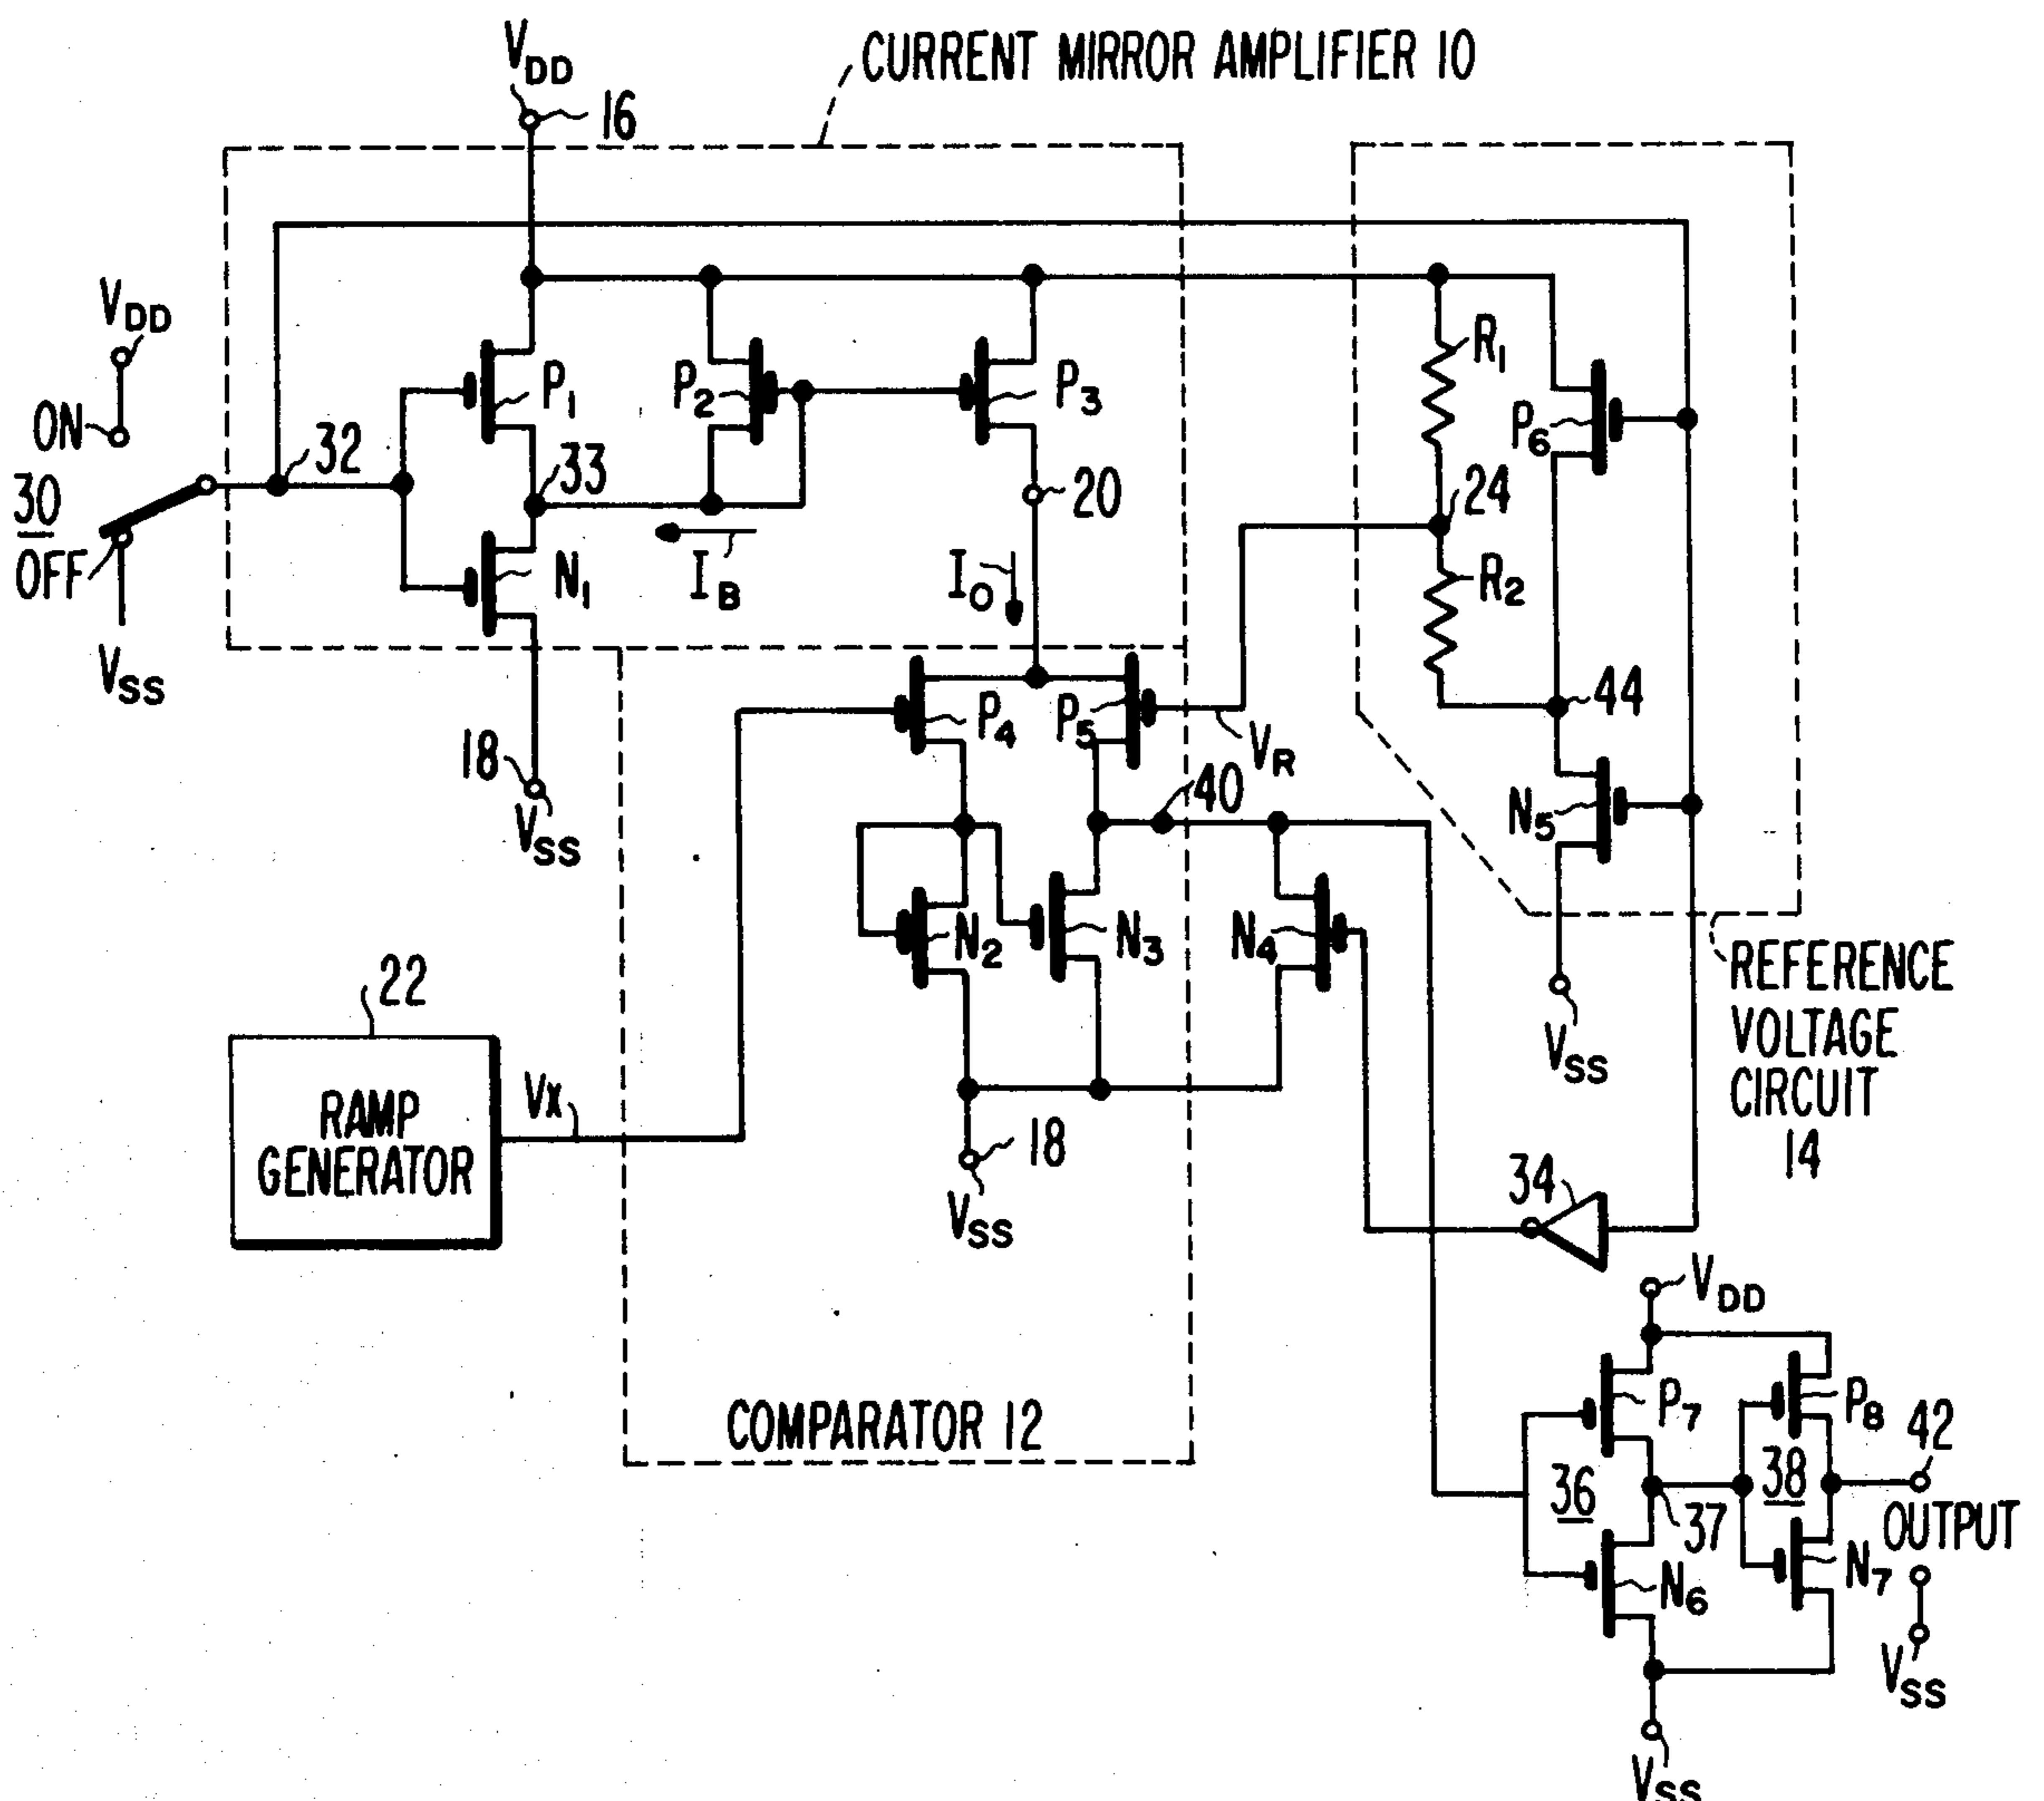 CURRENT MIRROR AMPLIFIER 10
VDD
16
VDD
ON
32
30
OFF
VSS
P1
33
N1
P2
IB
P3
20
IO
R1
24
R2
P6
44
N5
VSS
18
VSS
P4
P5
VR
40
N2
N3
N4
REFERENCE
VOLTAGE
CIRCUIT
14
22
RAMP
GENERATOR
VX
18
VSS
34
COMPARATOR 12
VDD
P7
P8
42
36
38
37
OUTPUT
N6
N7
VSS
VSS